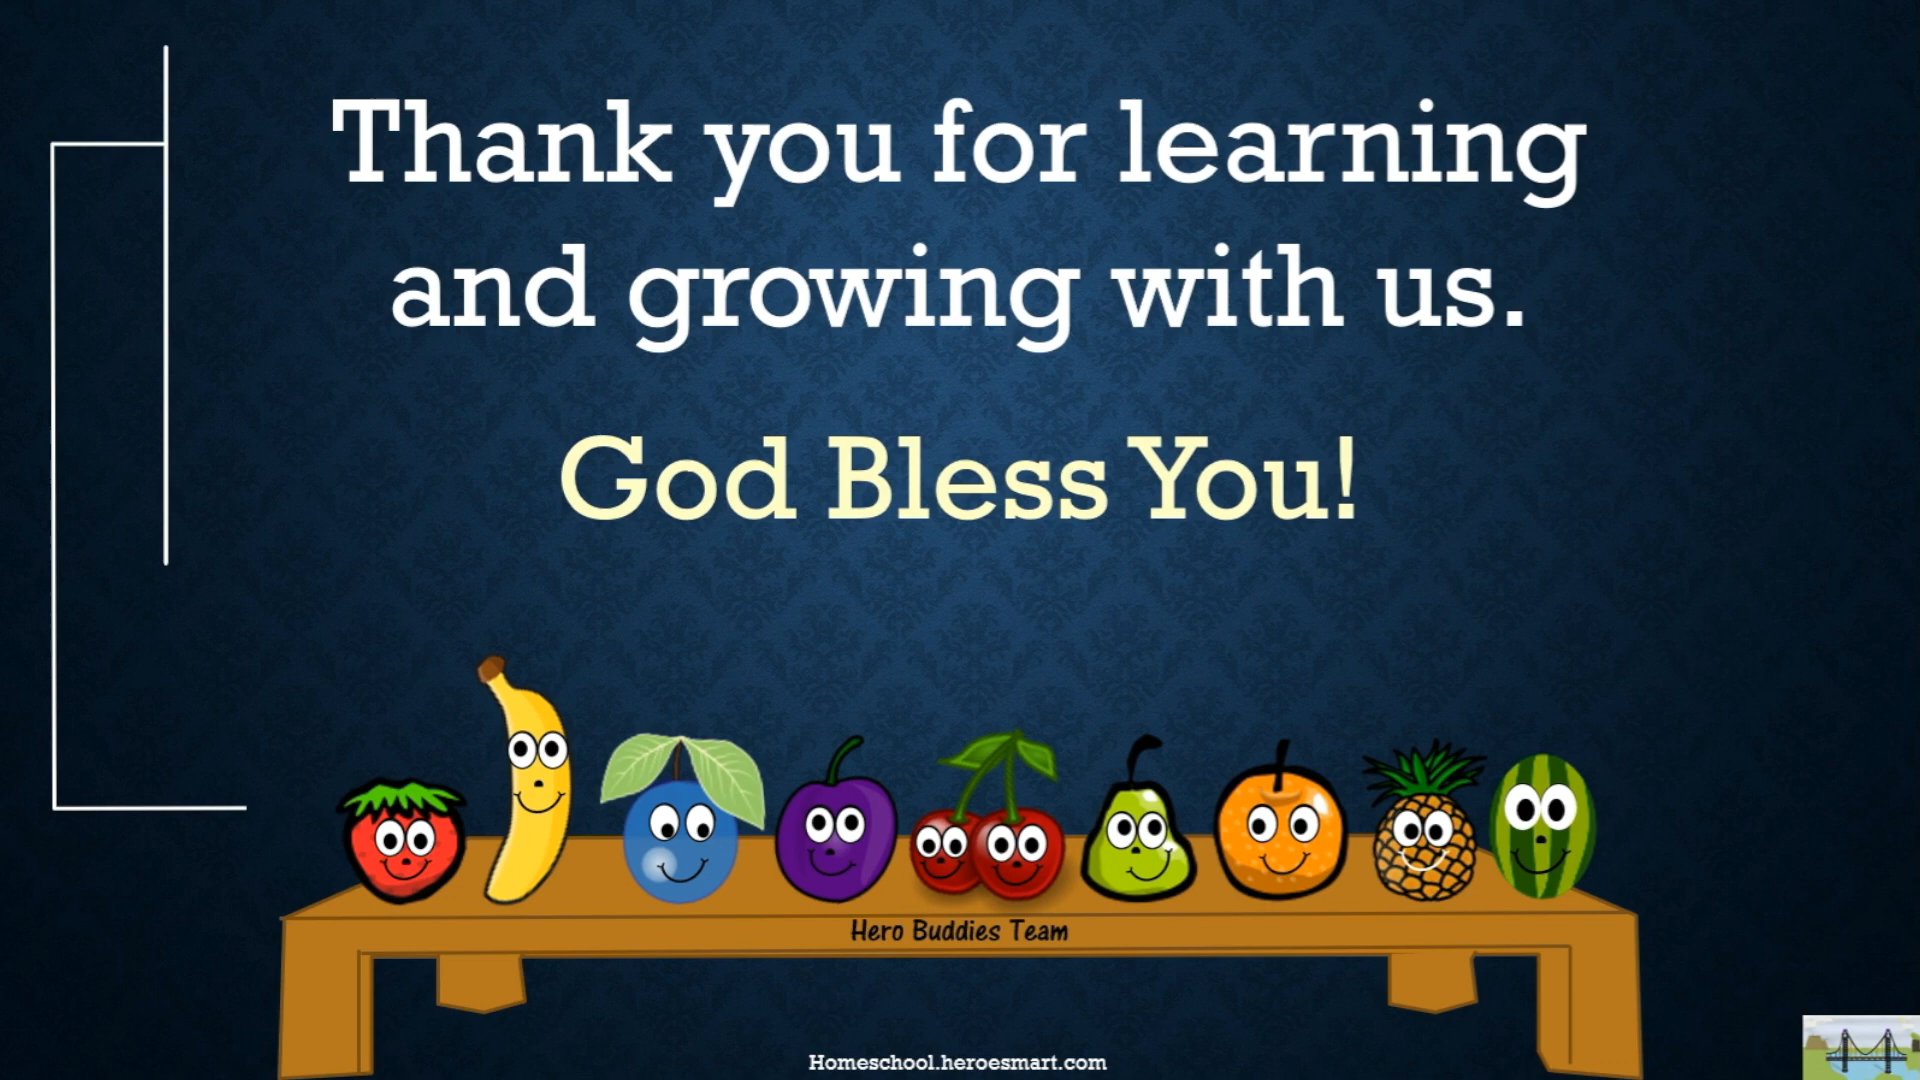 Thank you for learning
and growing with us.
God Bless You!
Hero Buddies Team
Homeschool.heroesmart.com